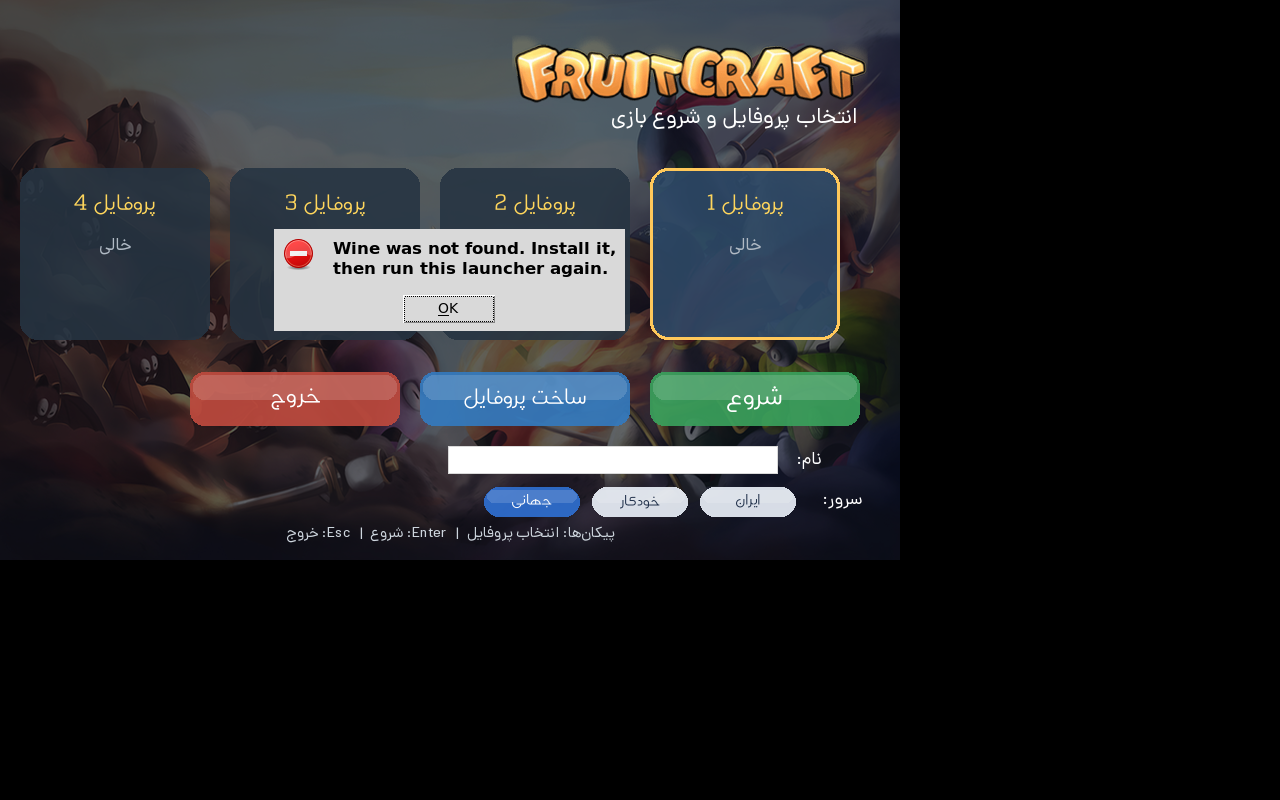 FRUITCRAFT
انتخاب پروفایل و شروع بازی
پروفایل 1
خالی
پروفایل 2
پروفایل 3
پروفایل 4
خالی
Wine was not found. Install it,
then run this launcher again.
OK
شروع
ساخت پروفایل
خروج
نام:
سرور:
ایران
خودکار
جهانی
پیکان‌ها: انتخاب پروفایل | Enter: شروع | Esc: خروج